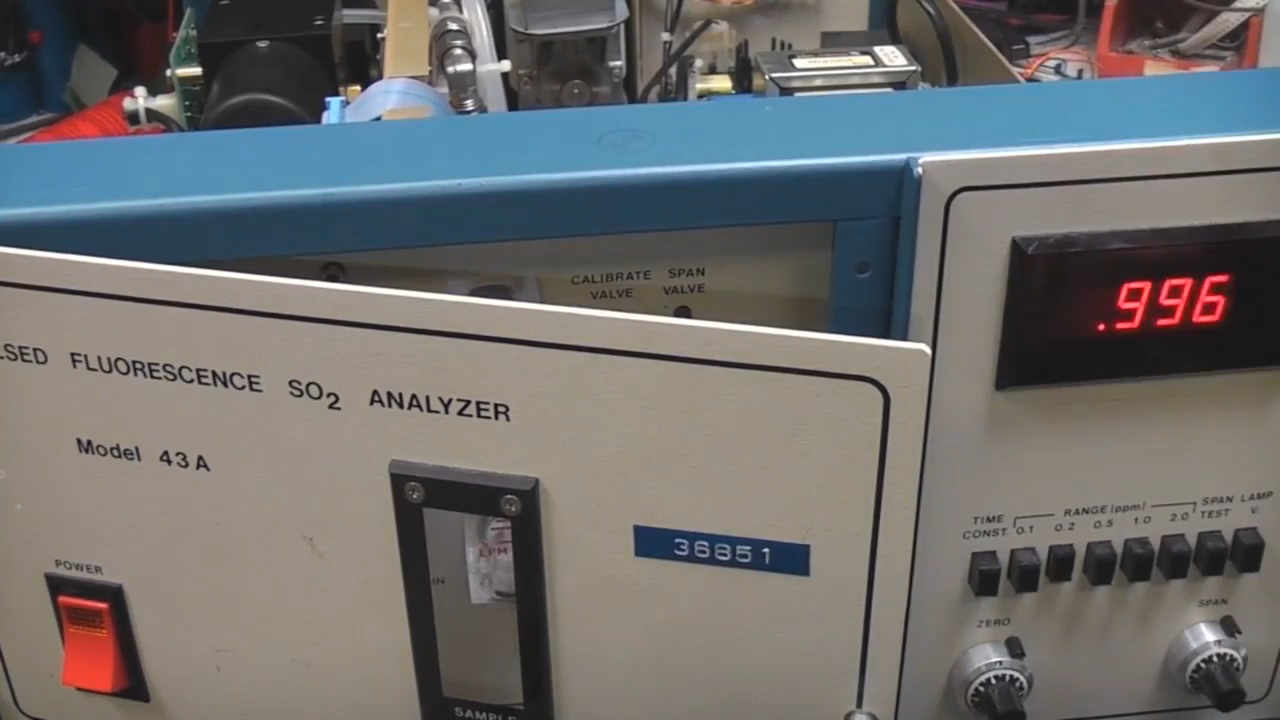 CALIBRATE SPAN
VALVE VALVE
.996
LSED FLUORESCENCE SO2 ANALYZER
Model 43A
POWER
IN
36851
TIME
CONST.
RANGE (ppm)
0.1 0.2 0.5 1.0 2.0
SPAN
TEST
LAMP
V.
ZERO
SPAN
SAMPLE